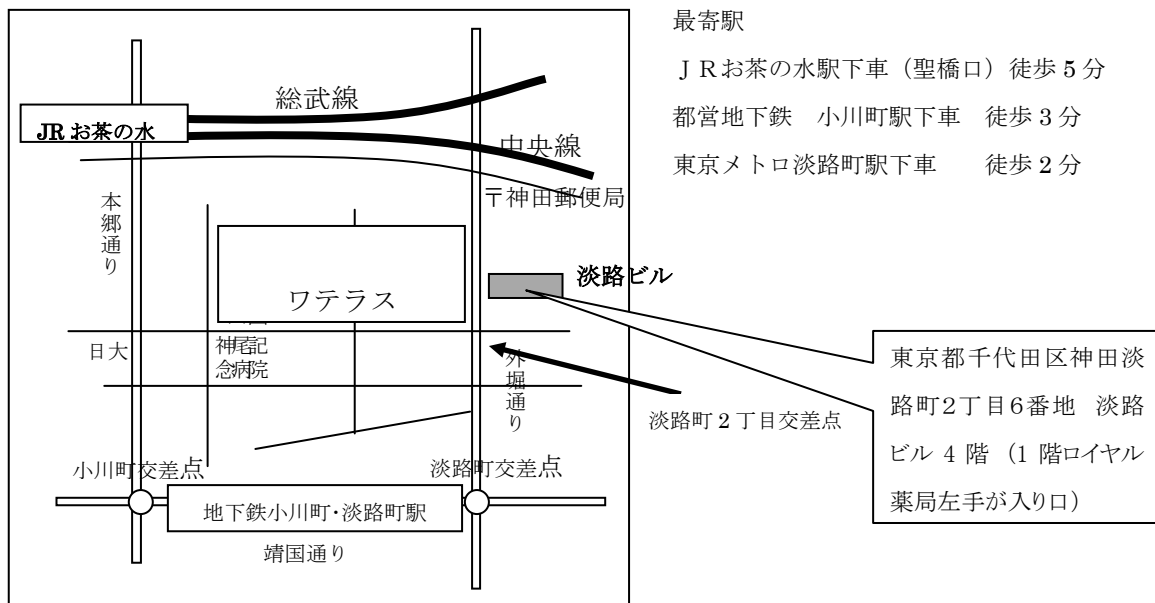 最寄駅
ＪＲお茶の水駅下車（聖橋口）徒歩 5 分
都営地下鉄　小川町駅下車　徒歩 3 分
東京メトロ淡路町駅下車　　徒歩 2 分
総武線
JR お茶の水
中央線
〒神田郵便局
本郷通り
淡路ビル
ワテラス
日大
神尾記
念病院
外堀通り
東京都千代田区神田淡
路町2丁目6番地　淡路
ビル 4 階（1 階ロイヤル
薬局左手が入り口）
淡路町 2 丁目交差点
小川町交差点
淡路町交差点
地下鉄小川町・淡路町駅
靖国通り